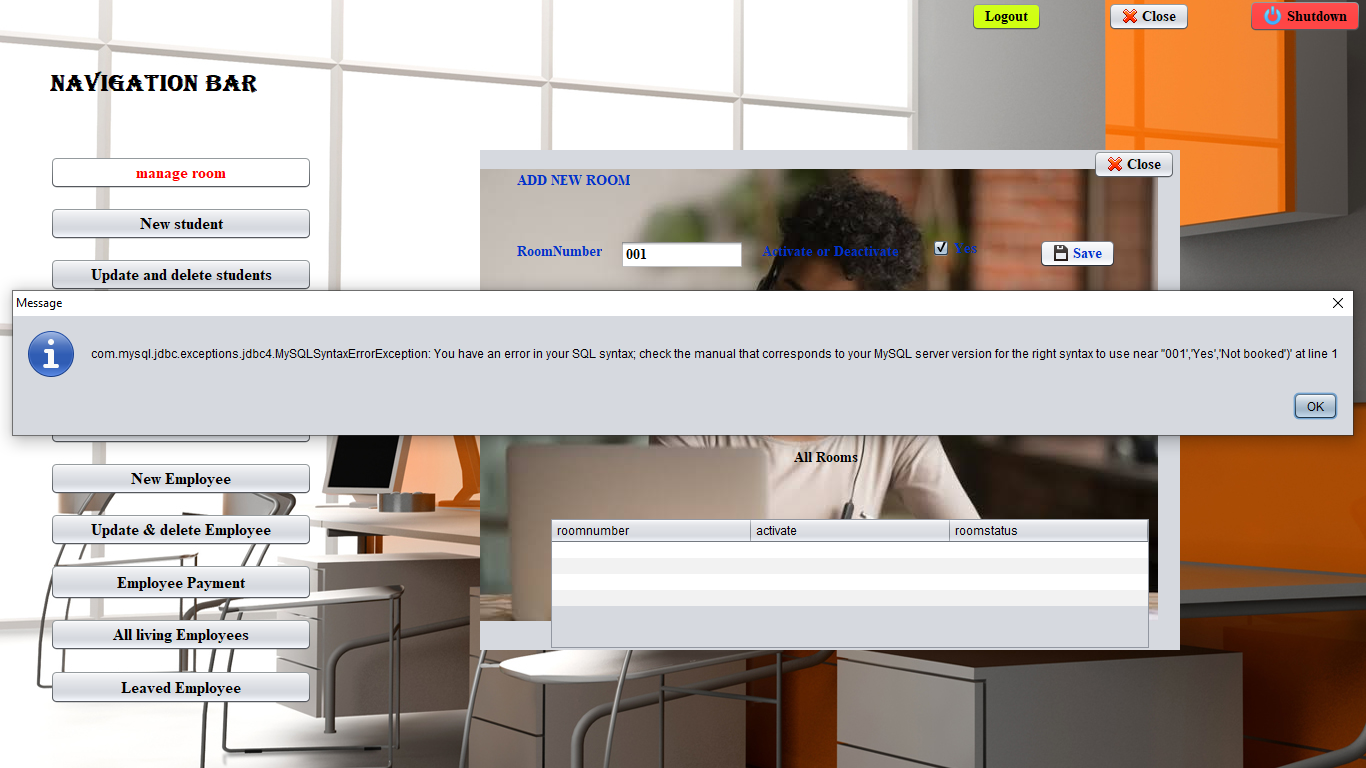 Logout
Close
Shutdown
NAVIGATION BAR
manage room
New student
Update and delete students
Close
ADD NEW ROOM
RoomNumber
001
Activate or Deactivate
Yes
Save
Message
com.mysql.jdbc.exceptions.jdbc4.MySQLSyntaxErrorException: You have an error in your SQL syntax; check the manual that corresponds to your MySQL server version for the right syntax to use near ''001','Yes','Not booked')' at line 1
OK
New Employee
Update & delete Employee
Employee Payment
All living Employees
Leaved Employee
All Rooms
roomnumber
activate
roomstatus